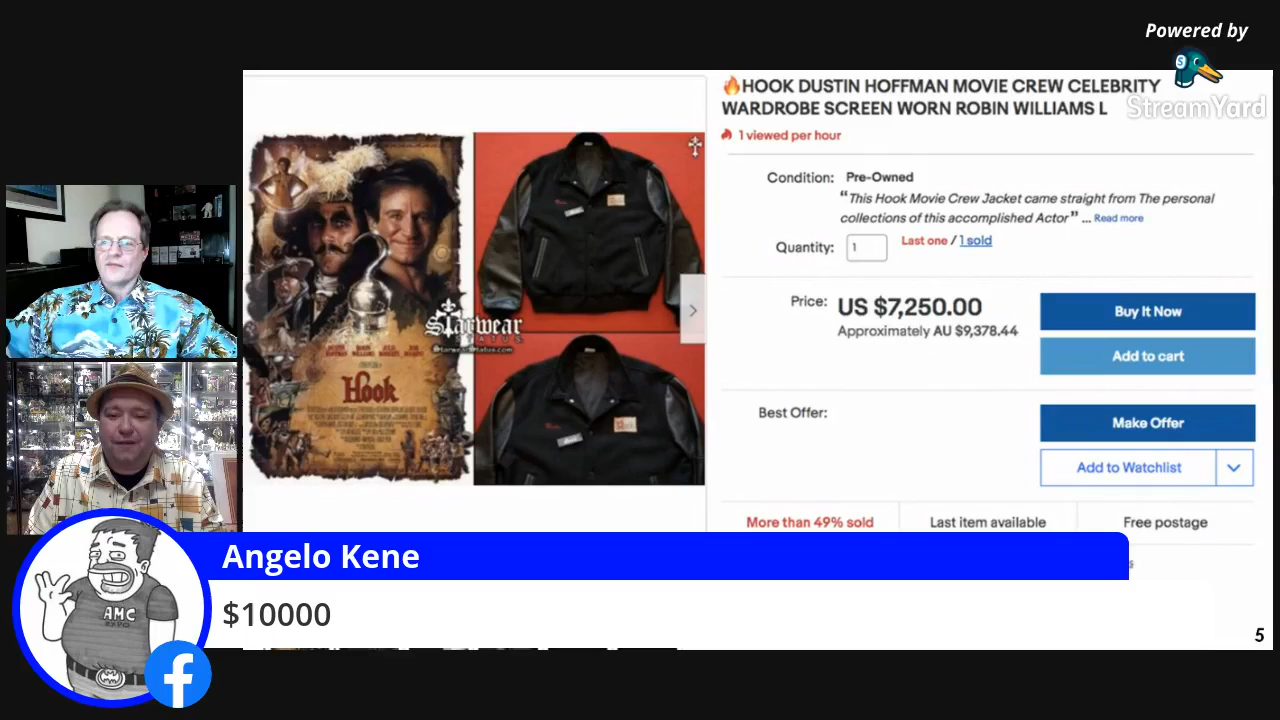 Powered by
StreamYard
🔥HOOK DUSTIN HOFFMAN MOVIE CREW CELEBRITY
WARDROBE SCREEN WORN ROBIN WILLIAMS L
1 viewed per hour
Condition: Pre-Owned
“This Hook Movie Crew Jacket came straight from The personal
collections of this accomplished Actor” ... Read more
Quantity: 1 Last one / 1 sold
Price: US $7,250.00
Approximately AU $9,378.44
Buy It Now
Add to cart
Best Offer:
Make Offer
Add to Watchlist
More than 49% sold Last item available Free postage
Starwear
STATUS
StarwearStatus.com
Hook
Angelo Kene
$10000
AMC
5